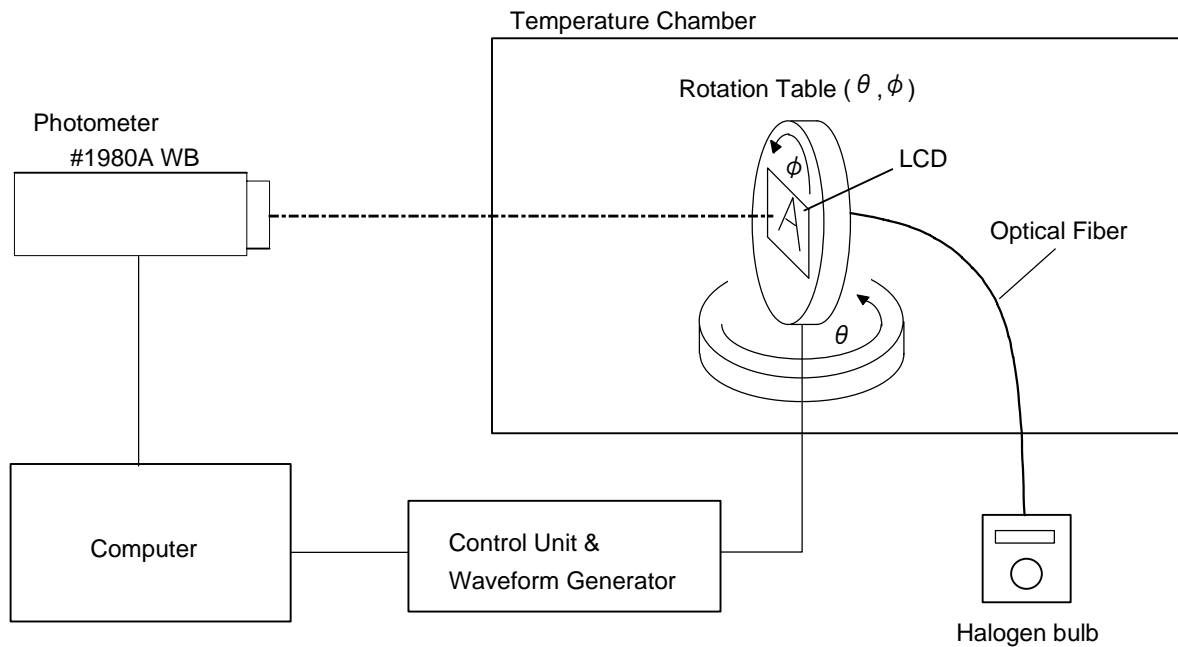 Temperature Chamber
Rotation Table ( θ , φ )
Photometer
#1980A WB
φ
LCD
A
Optical Fiber
θ
Computer
Control Unit &
Waveform Generator
Halogen bulb